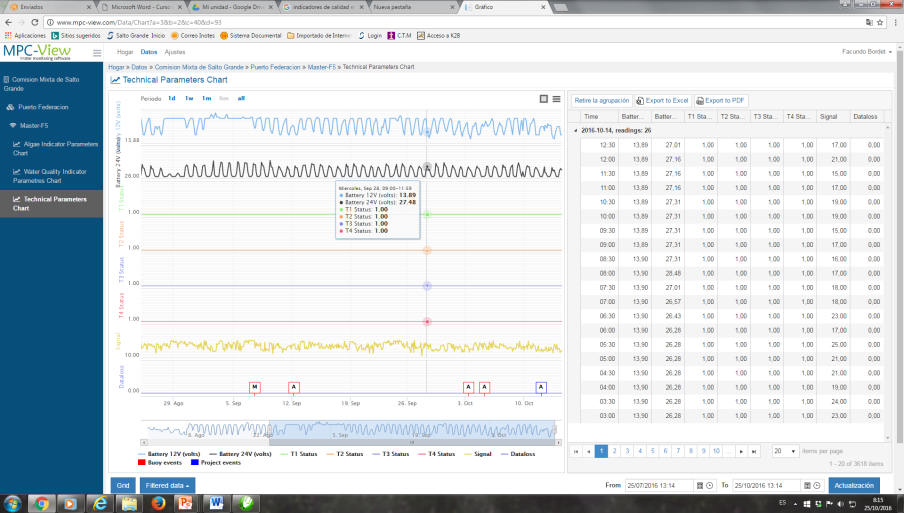 Enviados
Microsoft Word - Curso
Mi unidad - Google Driv
indicadores de calidad e
Nueva pestaña
Gráfico
www.mpc-view.com/Data/Chart?a=3&b=2&c=40&d=93
Aplicaciones
Sitios sugeridos
Salto Grande: Inicio
Correo Inotes
Sistema Documental
Importado de Interne
Login
C.T.M
Acceso a K2B
MPC-View
Hogar Datos Ajustes
Facundo Bordet
Hogar » Datos » Comision Mixta de Salto Grande » Puerto Federacion » Master-F5 » Technical Parameters Chart
Comision Mixta de Salto
Grande
Puerto Federacion
Master-F5
Algae Indicator Parameters
Chart
Water Quality Indicator
Parametres Chart
Technical Parameters
Chart
Technical Parameters Chart
Periodo 1d 1w 1m 6m all
Battery 12V (volts)
13.88
Battery 24V (volts)
26.00
T1 Status
1.00
T2 Status
1.00
T3 Status
1.00
T4 Status
1.00
Signal
10.00
Dataloss
0.00
Miercoles, Sep 28, 09:00-11:59
Battery 12V (volts): 13.89
Battery 24V (volts): 27.48
T1 Status: 1.00
T2 Status: 1.00
T3 Status: 1.00
T4 Status: 1.00
M A A A A
29. Ago 5. Sep 12. Sep 19. Sep 26. Sep 3. Oct 10. Oct
8. Ago 22. Ago 5. Sep 19. Sep 3. Oct
Battery 12V (volts) Battery 24V (volts) T1 Status T2 Status T3 Status T4 Status Signal Dataloss
Buoy events Project events
Retire la agrupación Export to Excel Export to PDF
Time Batter... Batter... T1 Sta... T2 Sta... T3 Sta... T4 Sta... Signal Dataloss
2016-10-14, readings: 26
12:30 13,89 27,01 1,00 1,00 1,00 1,00 17,00 0,00
12:00 13,89 27,16 1,00 1,00 1,00 1,00 21,00 0,00
11:30 13,89 27,16 1,00 1,00 1,00 1,00 15,00 0,00
11:00 13,89 27,16 1,00 1,00 1,00 1,00 17,00 0,00
10:30 13,89 27,31 1,00 1,00 1,00 1,00 19,00 0,00
10:00 13,89 27,31 1,00 1,00 1,00 1,00 19,00 0,00
09:30 13,89 27,31 1,00 1,00 1,00 1,00 15,00 0,00
09:00 13,89 27,31 1,00 1,00 1,00 1,00 17,00 0,00
08:30 13,90 27,31 1,00 1,00 1,00 1,00 16,00 0,00
08:00 13,90 28,48 1,00 1,00 1,00 1,00 17,00 0,00
07:30 13,90 27,01 1,00 1,00 1,00 1,00 18,00 0,00
07:00 13,90 26,57 1,00 1,00 1,00 1,00 18,00 0,00
06:30 13,90 26,43 1,00 1,00 1,00 1,00 23,00 0,00
06:00 13,90 26,28 1,00 1,00 1,00 1,00 17,00 0,00
05:30 13,90 26,28 1,00 1,00 1,00 1,00 22,00 0,00
05:00 13,90 26,28 1,00 1,00 1,00 1,00 21,00 0,00
04:30 13,90 26,28 1,00 1,00 1,00 1,00 21,00 0,00
04:00 13,90 26,28 1,00 1,00 1,00 1,00 19,00 0,00
03:30 13,90 26,28 1,00 1,00 1,00 1,00 24,00 0,00
03:00 13,90 26,28 1,00 1,00 1,00 1,00 23,00 0,00
1 2 3 4 5 6 7 8 9 10 ...
20 items per page
1 - 20 of 3618 items
Grid Filtered data
From 25/07/2016 13:14 To 25/10/2016 13:14 Actualización
ES
8:15
25/10/2016